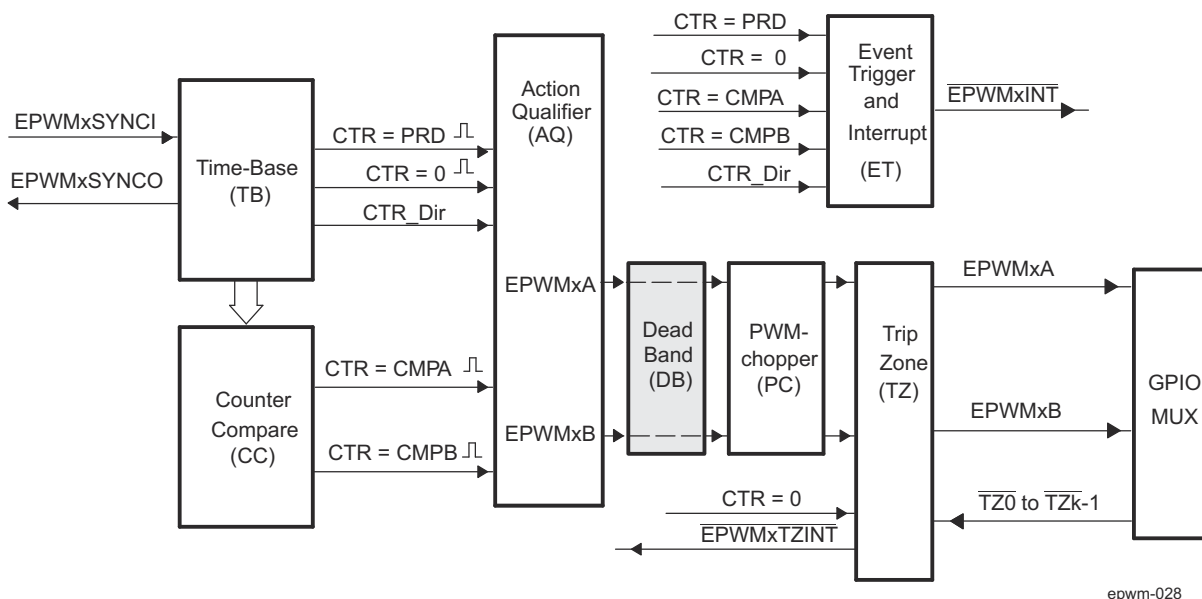 EPWMxSYNCI
EPWMxSYNCO
Time-Base
(TB)
CTR = PRD
CTR = 0
CTR_Dir
Counter
Compare
(CC)
CTR = CMPA
CTR = CMPB
Action
Qualifier
(AQ)
EPWMxA
EPWMxB
CTR = PRD
CTR = 0
CTR = CMPA
CTR = CMPB
CTR_Dir
Event
Trigger
and
Interrupt
(ET)
EPWMxINT
Dead
Band
(DB)
PWM-
chopper
(PC)
Trip
Zone
(TZ)
CTR = 0
EPWMxTZINT
EPWMxA
EPWMxB
TZ0 to TZk-1
GPIO
MUX
epwm-028